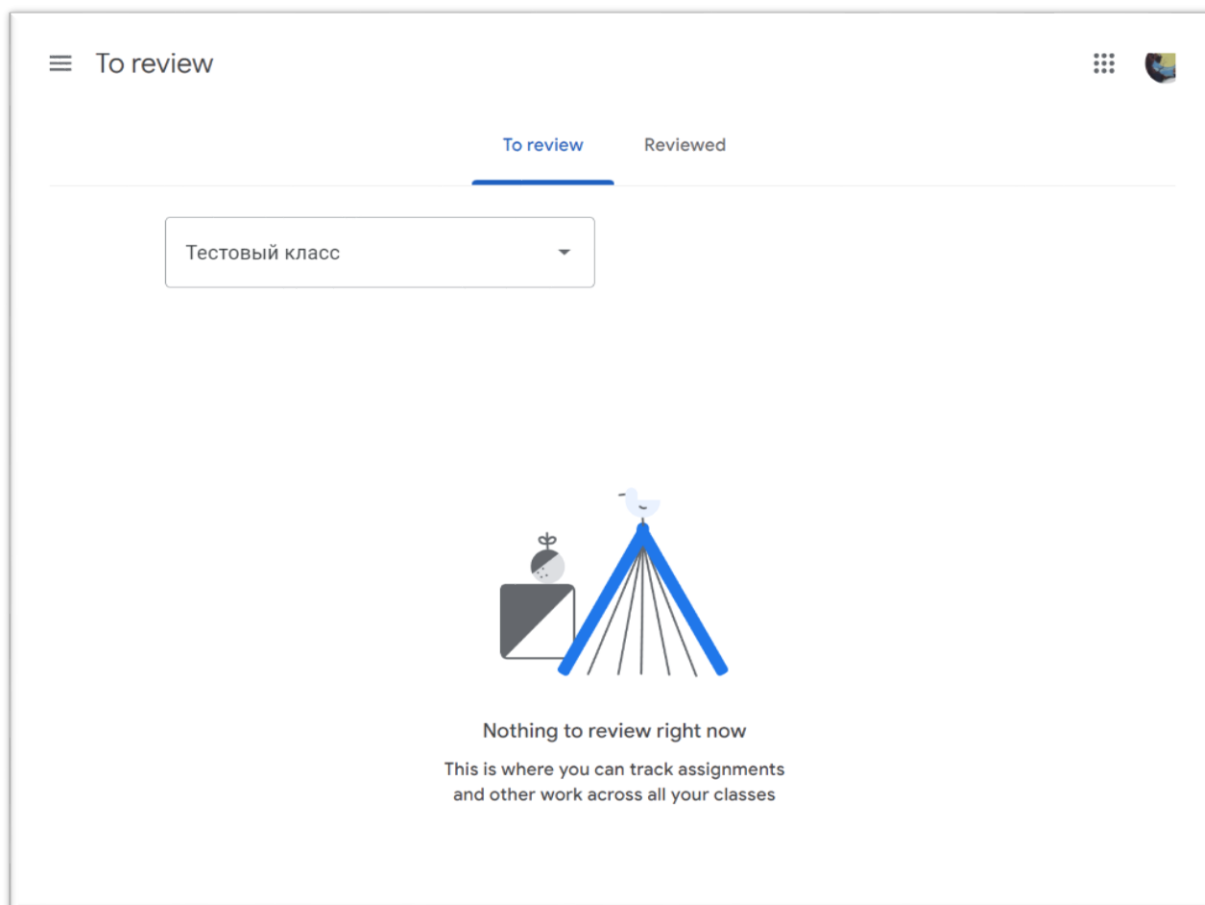 To review
To review
Reviewed
Тестовый класс
Nothing to review right now
This is where you can track assignments
and other work across all your classes